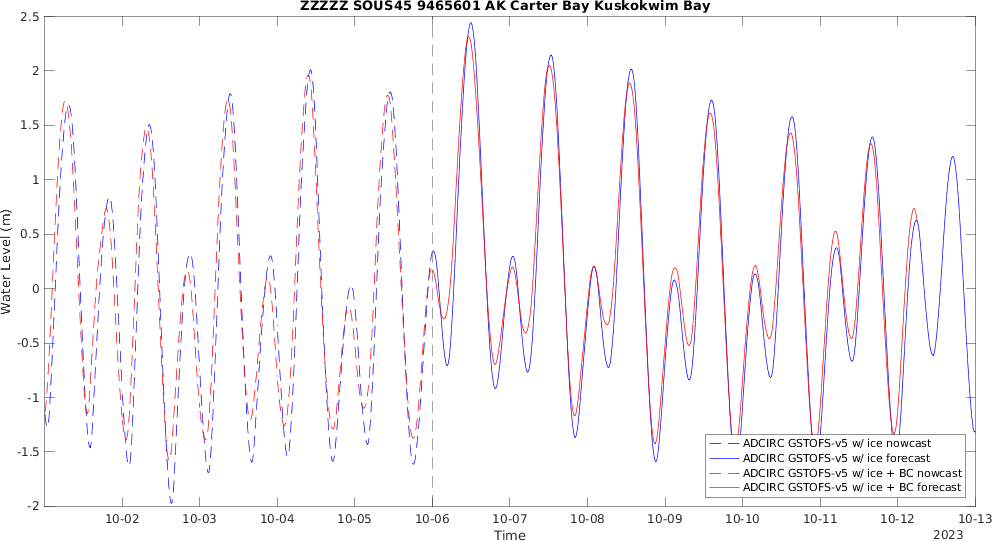 ZZZZZ SOUS45 9465601 AK Carter Bay Kuskokwim Bay
2.5
2
1.5
1
0.5
0
-0.5
-1
-1.5
-2
Water Level (m)
ADCIRC GSTOFS-v5 w/ ice nowcast
ADCIRC GSTOFS-v5 w/ ice forecast
ADCIRC GSTOFS-v5 w/ ice + BC nowcast
ADCIRC GSTOFS-v5 w/ ice + BC forecast
10-02 10-03 10-04 10-05 10-06 10-07 10-08 10-09 10-10 10-11 10-12 10-13
Time
2023